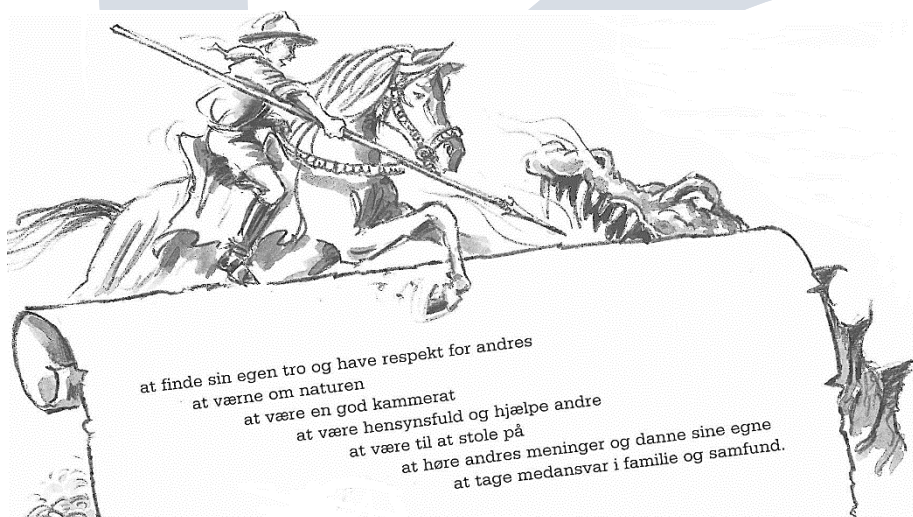 at finde sin egen tro og have respekt for andres
at værne om naturen
at være en god kammerat
at være hensynsfuld og hjælpe andre
at være til at stole på
at høre andres meninger og danne sine egne
at tage medansvar i familie og samfund.